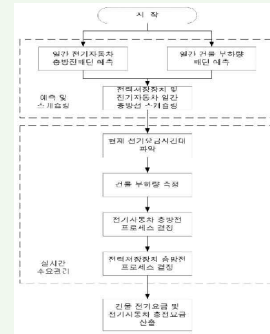 시 작
일간 전기자동차
충방전패턴 예측
일간 건물 부하량
패턴 예측
예측 및
스케쥴링
전력저장장치 및
전기자동차 일간
충방전 스케쥴링
현재 전기요금시간대
파악
건물 부하량 측정
전기자동차 충방전
프로세스 결정
전력저장장치 충방전
프로세스 결정
실시간
수요관리
건물 전기요금 및
전기자동차 충전요금
산출